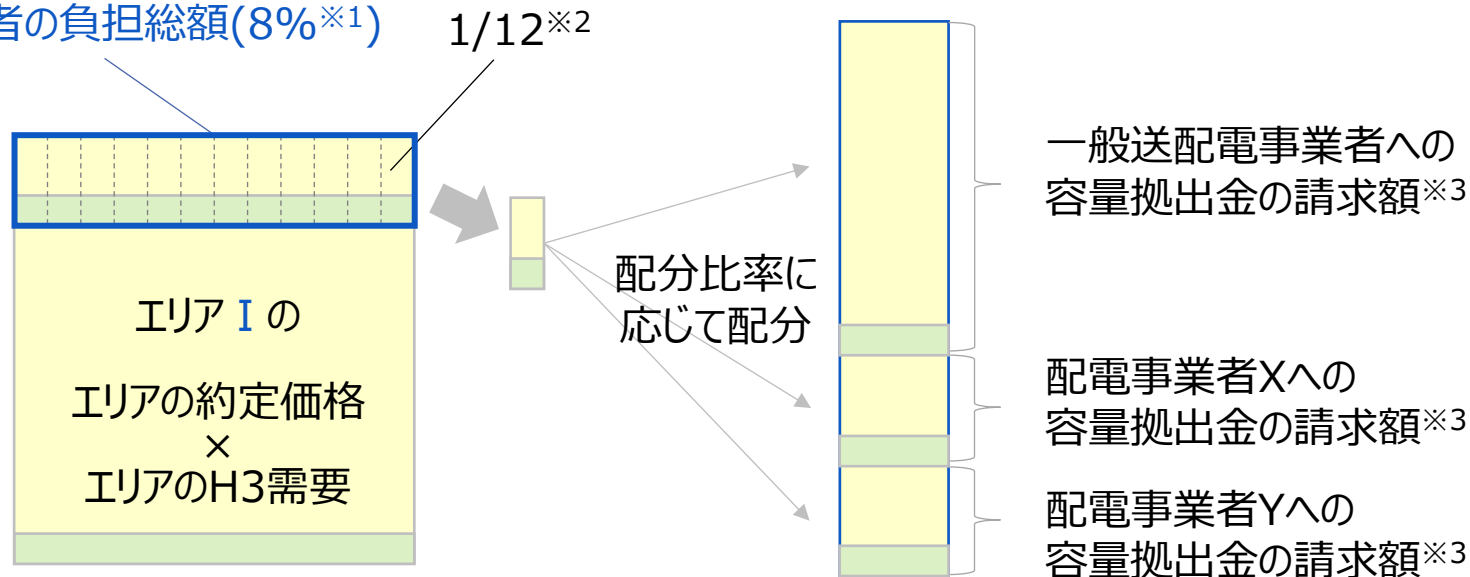 者の負担総額(8%※1)
1/12※2
エリア I の
エリアの約定価格
×
エリアのH3需要
配分比率に
応じて配分
一般送配電事業者への
容量拠出金の請求額※3
配電事業者Xへの
容量拠出金の請求額※3
配電事業者Yへの
容量拠出金の請求額※3